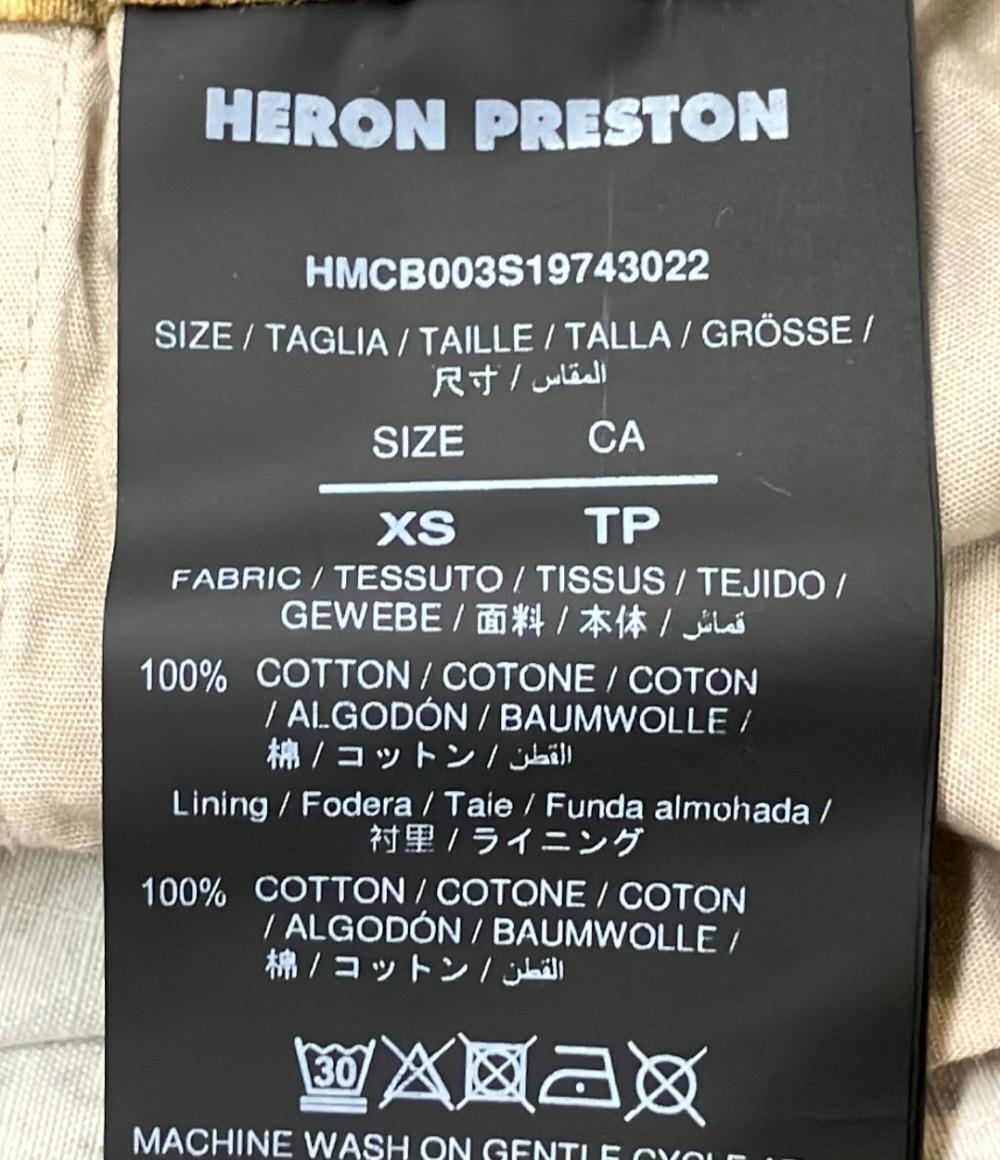 HERON PRESTON
HMCB003S19743022
SIZE / TAGLIA / TAILLE / TALLA / GRÖSSE /
尺寸 / المقاس
SIZE CA
XS TP
FABRIC / TESSUTO / TISSUS / TEJIDO /
GEWEBE / 面料 / 本体 / قماش
100% COTTON / COTONE / COTON
/ ALGODÓN / BAUMWOLLE /
棉 / コットン / القطن
Lining / Fodera / Taie / Funda almohada /
衬里 / ライニング
100% COTTON / COTONE / COTON
/ ALGODÓN / BAUMWOLLE /
棉 / コットン / القطن
30
MACHINE WASH ON GENTLE CYCLE